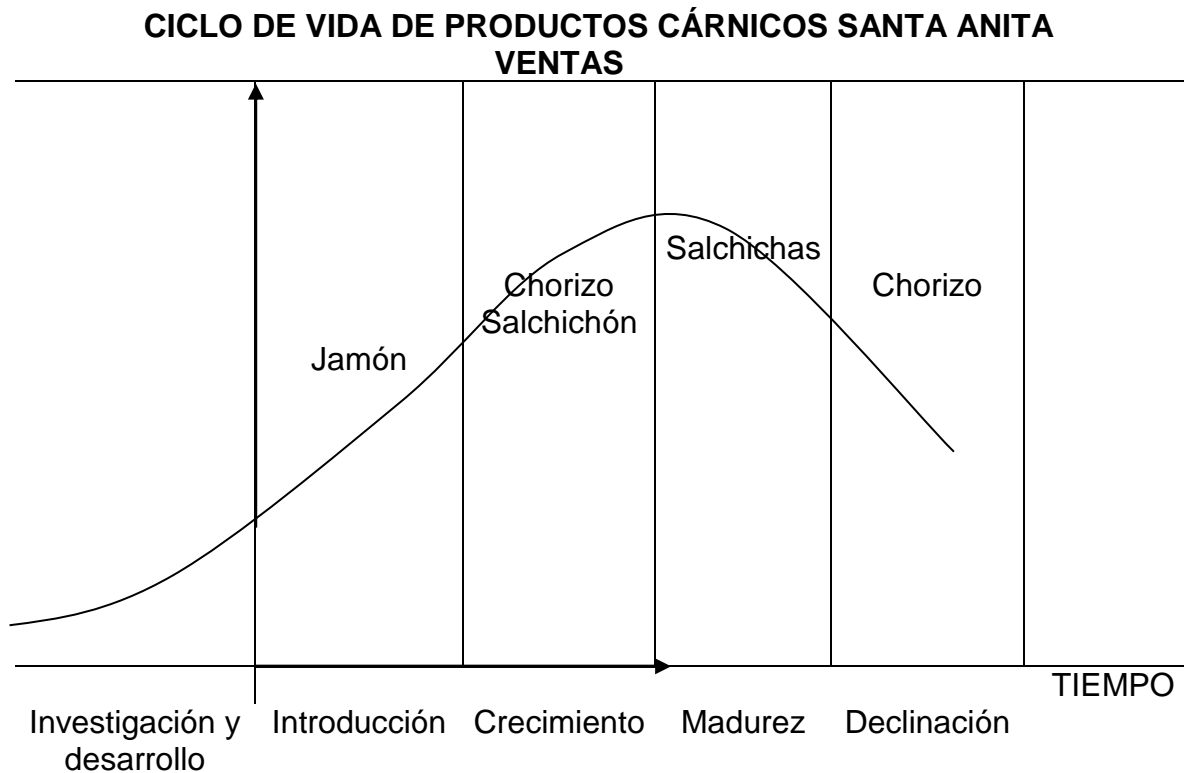 CICLO DE VIDA DE PRODUCTOS CÁRNICOS SANTA ANITA
VENTAS
Salchichas
Chorizo
Chorizo
Salchichón
Jamón
TIEMPO
Investigación y
desarrollo
Introducción
Crecimiento
Madurez
Declinación